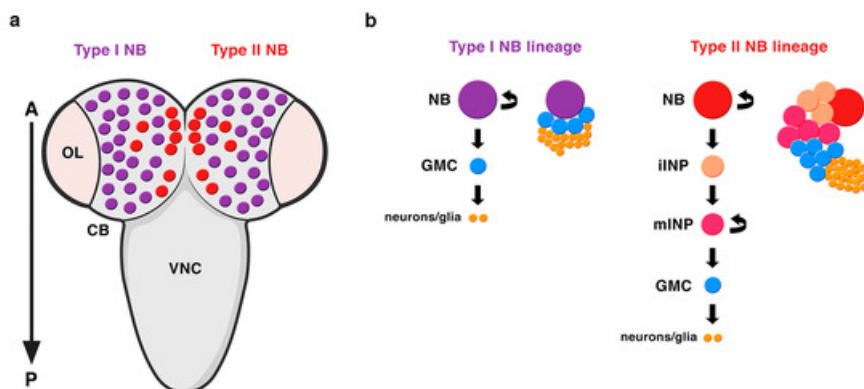 a
Type I NB
Type II NB
A
OL
CB
VNC
P
b
Type I NB lineage
NB
GMC
neurons/glia
Type II NB lineage
NB
iINP
mINP
GMC
neurons/glia